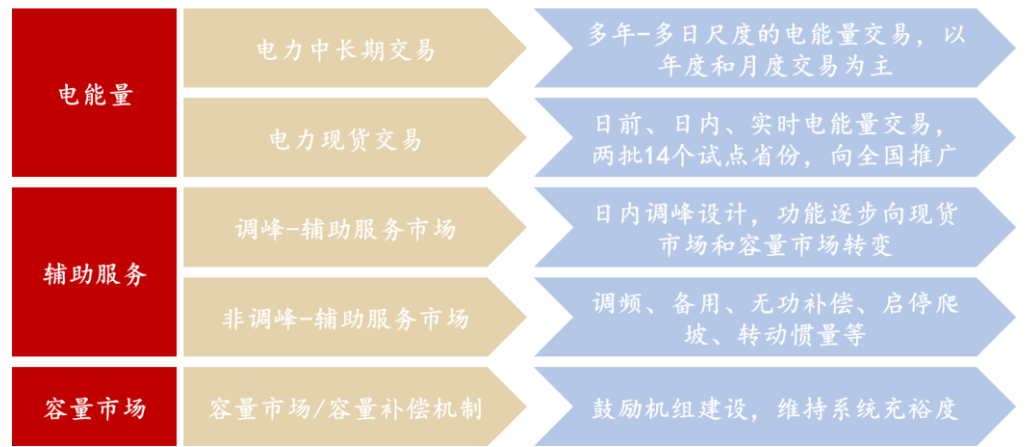 电能量
电力中长期交易
多年-多日尺度的电能量交易，以
年度和月度交易为主
电力现货交易
日前、日内、实时电能量交易，
两批14个试点省份，向全国推广
辅助服务
调峰-辅助服务市场
日内调峰设计，功能逐步向现货
市场和容量市场转变
非调峰-辅助服务市场
调频、备用、无功补偿、启停爬
坡、转动惯量等
容量市场
容量市场/容量补偿机制
鼓励机组建设，维持系统充裕度